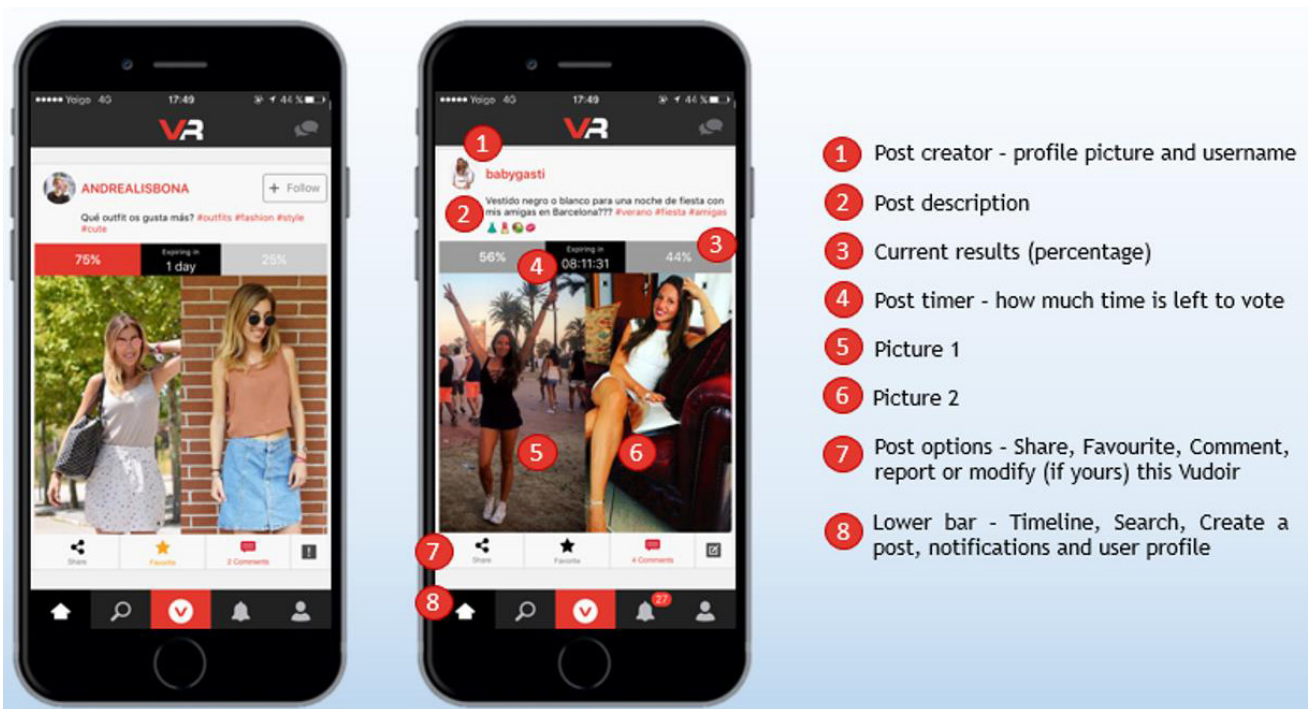 Yoigo 4G 17:49 44 %
VR
ANDREALISBONA
+ Follow
Qué outfit os gusta más? #outfits #fashion #style
#cute
75%
Expiring in
1 day
25%
Share
Favorite
2 Comments
Yoigo 4G 17:49 44 %
VR
1
babygasti
Vestido negro o blanco para una noche de fiesta con
mis amigas en Barcelona??? #verano #fiesta #amigas
2
3
56%
Expiring in
08:11:31
44%
4
5
6
7
Share
Favorite
4 Comments
8
27
1 Post creator - profile picture and username
2 Post description
3 Current results (percentage)
4 Post timer - how much time is left to vote
5 Picture 1
6 Picture 2
7 Post options - Share, Favourite, Comment,
report or modify (if yours) this Vudoir
8 Lower bar - Timeline, Search, Create a
post, notifications and user profile